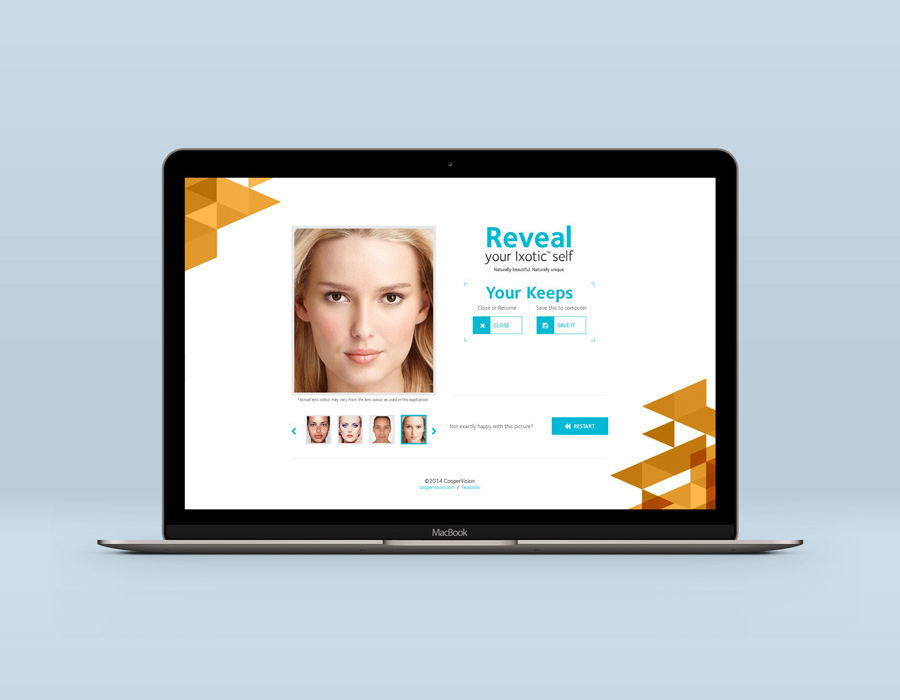 Reveal
your Ixotic™ self
Naturally beautiful. Naturally unique.
Your Keeps
Close or Resume
Save this to computer
CLOSE
SAVE IT
*Actual lens colour may vary from the lens colour as used in this application
Not exactly happy with this picture?
RESTART
©2014 CooperVision
coopervision.com / facebook
MacBook